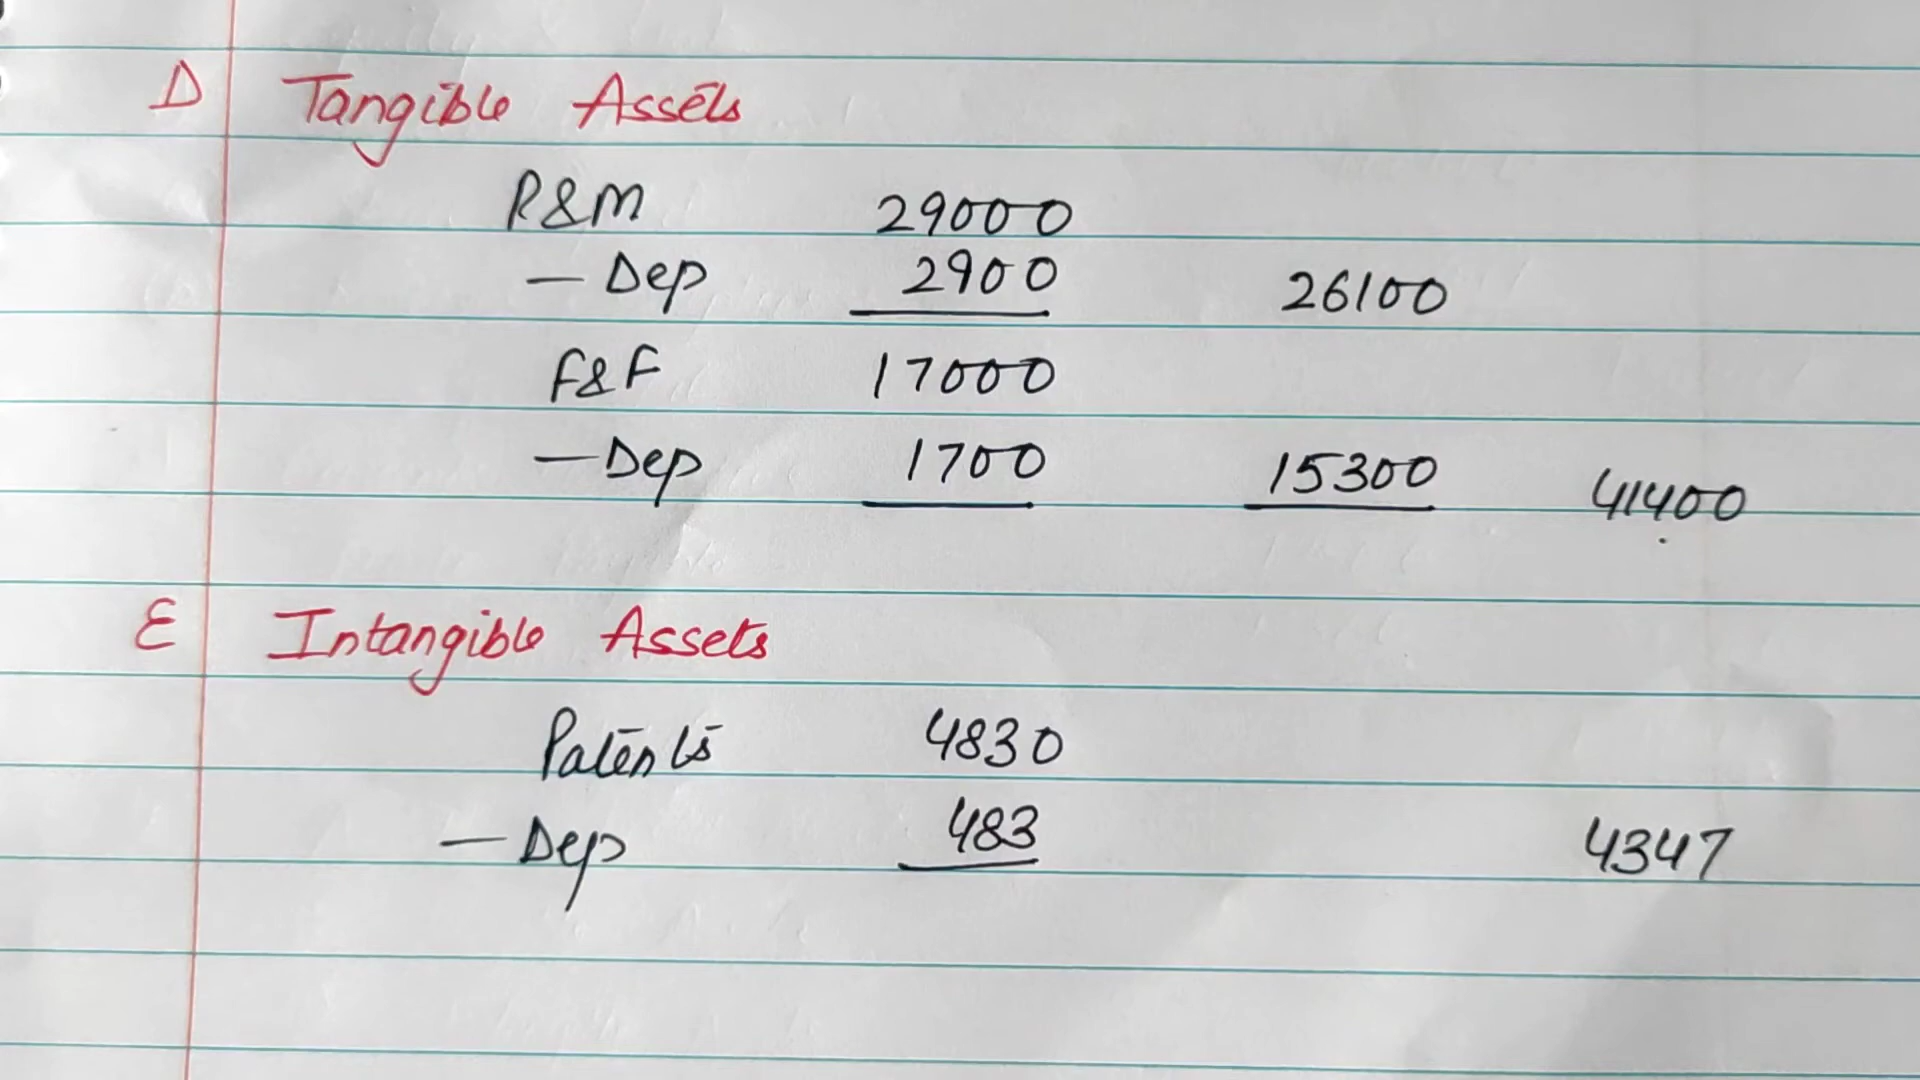 D Tangible Assets
P&M 29000
— Dep 2900 26100
F&F 17000
— Dep 1700 15300 41400
E Intangible Assets
Patents 4830
— Dep 483 4347